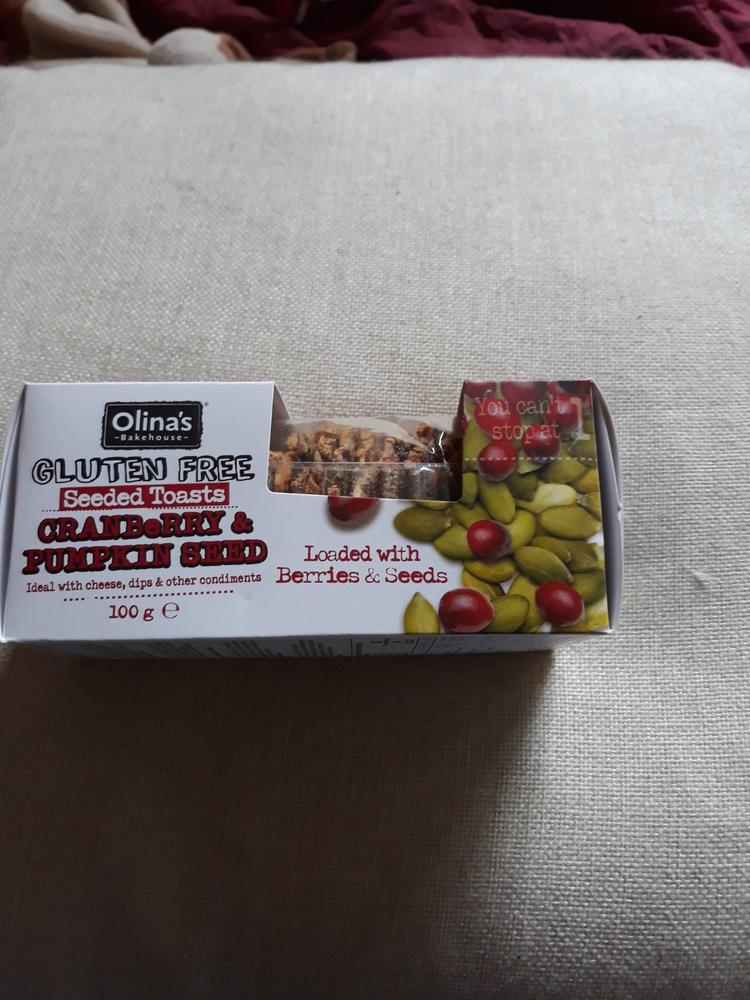 Olina's
-Bakehouse-
GLUTEN FREE
Seeded Toasts
CRANBeRRY &
PUMPKIN SEED
Ideal with cheese, dips & other condiments
100 g ℮
Loaded with
Berries & Seeds
You can't
stop at 1